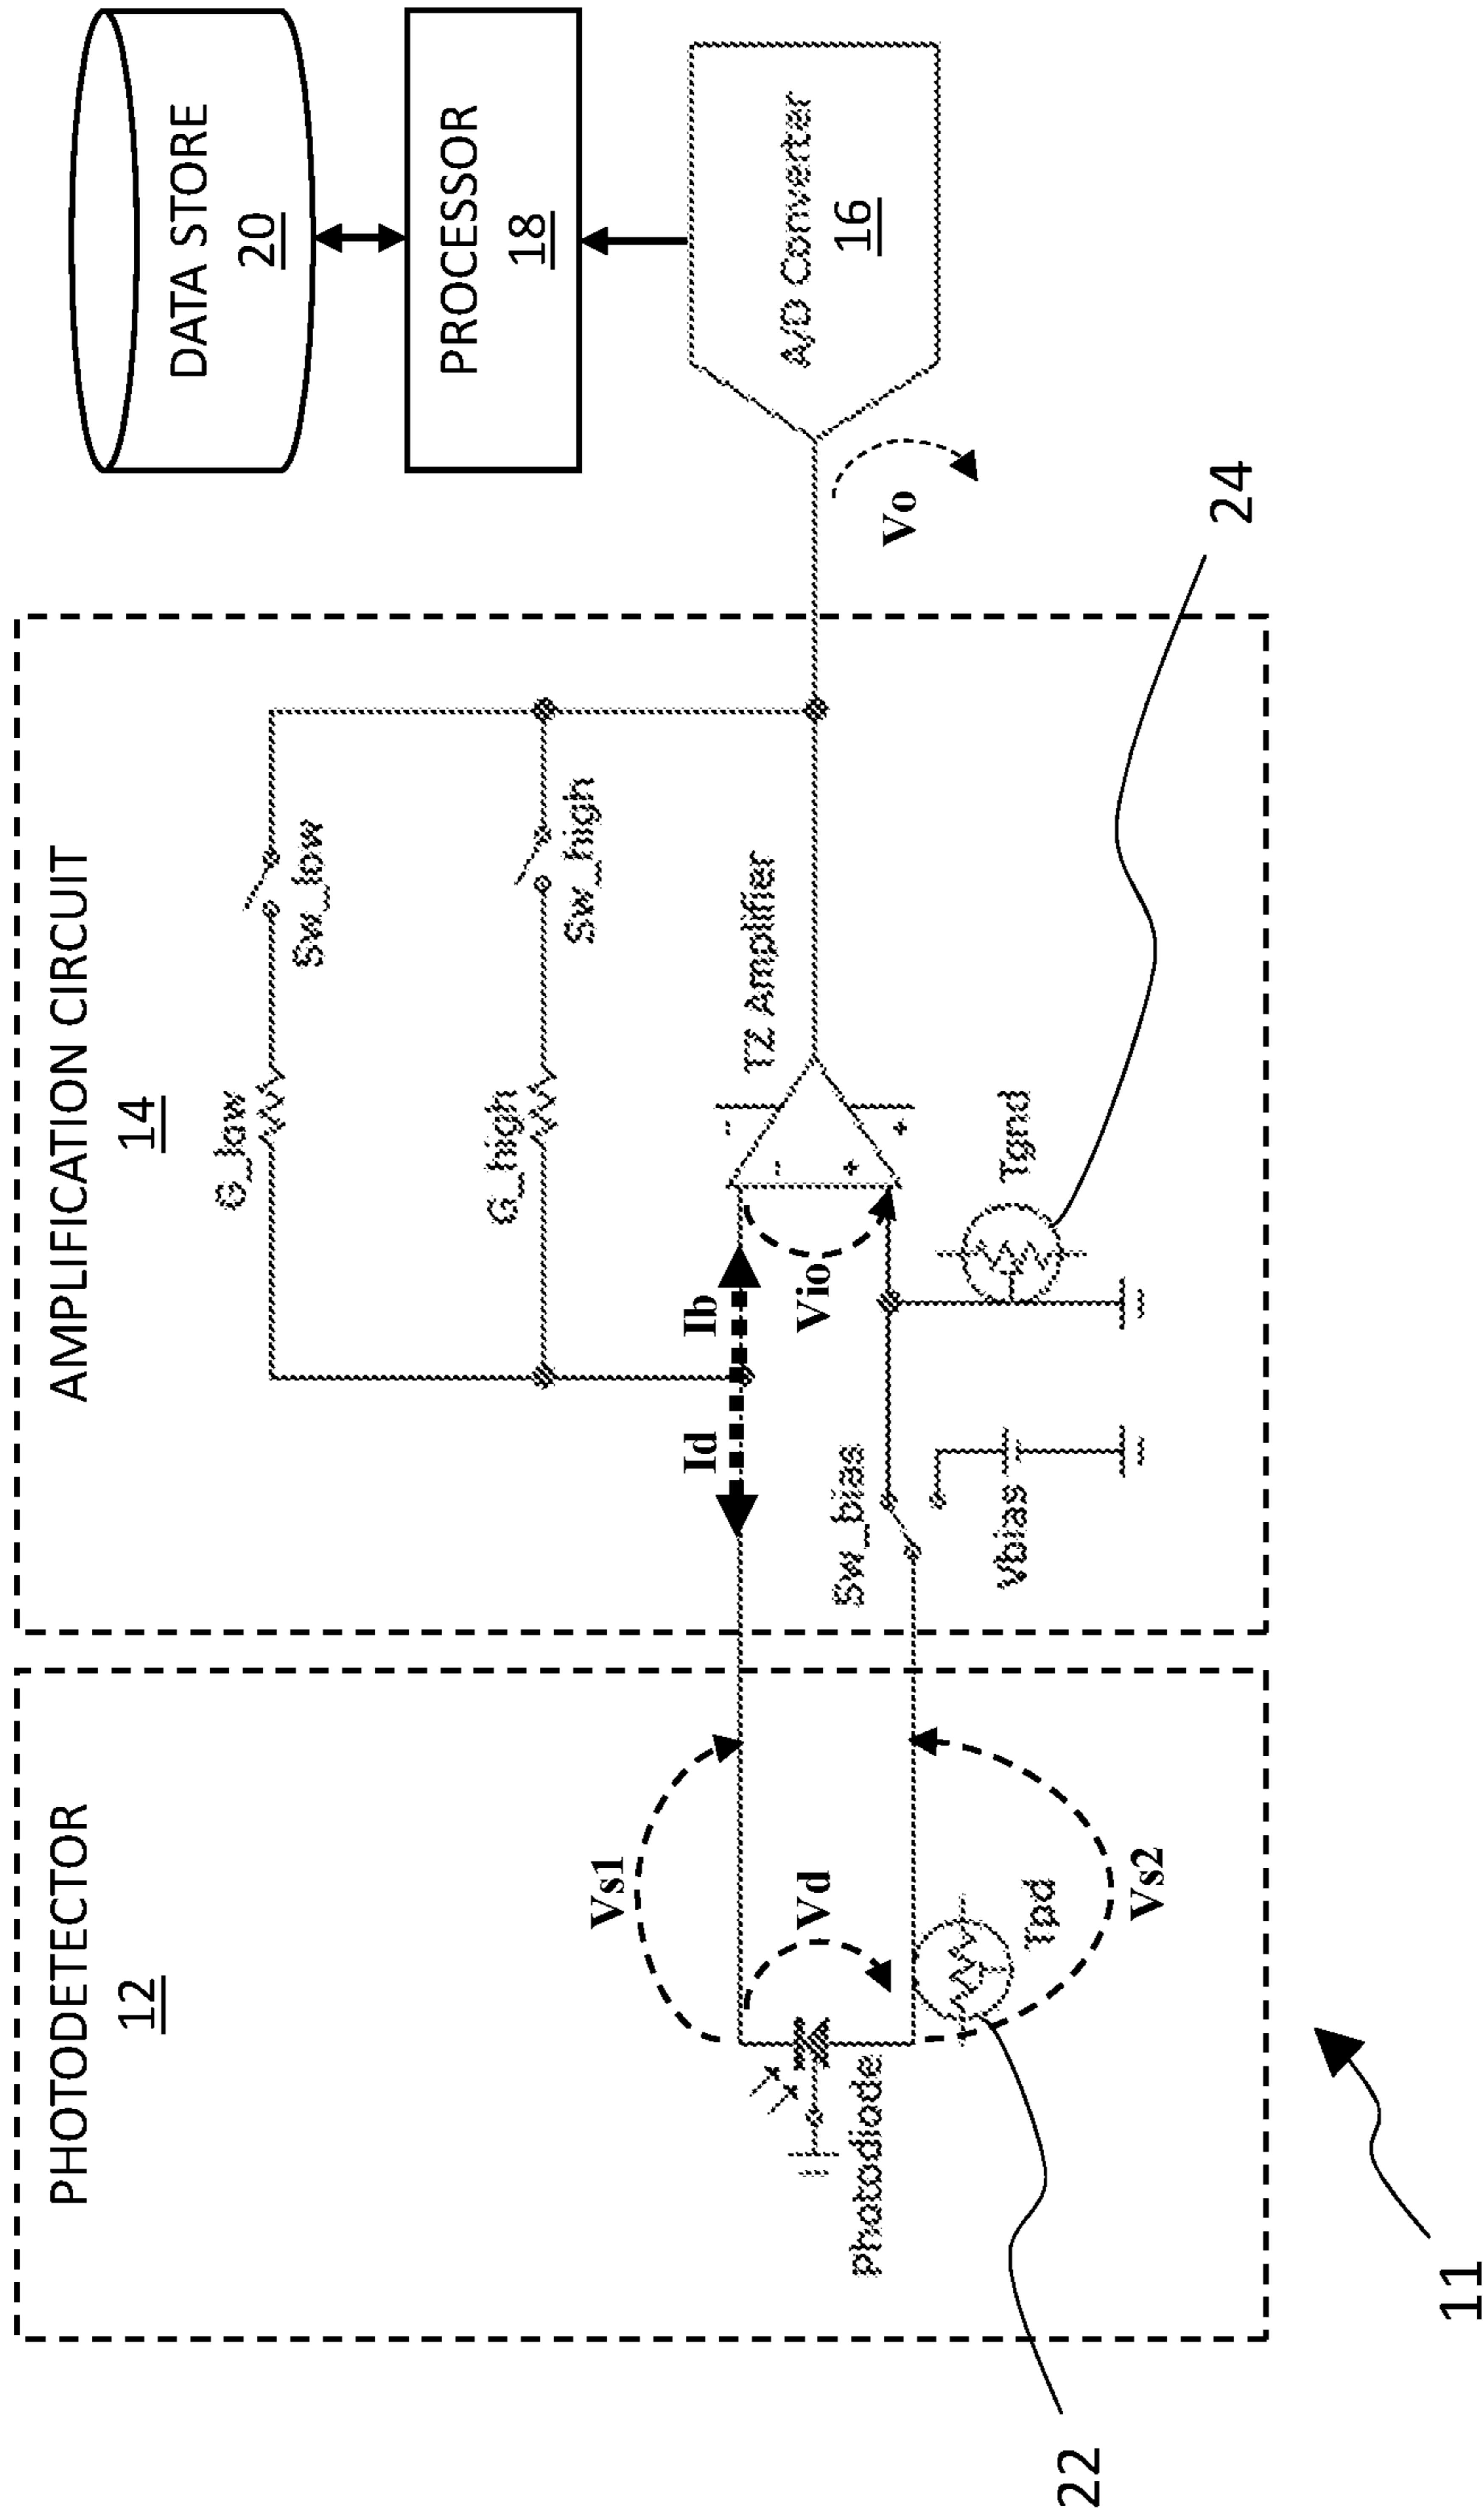 PHOTODETECTOR
12
AMPLIFICATION CIRCUIT
14
DATA STORE
20
PROCESSOR
18
A/D Converter
16
G_low
Sw_low
G_high
Sw_high
TZ Amplifier
-
-
+
+
Id
Ib
Vio
Vs1
Vd
Vs2
photodiode
Tpd
Sw_bias
Vbias
Tgnd
Vo
22
24
11